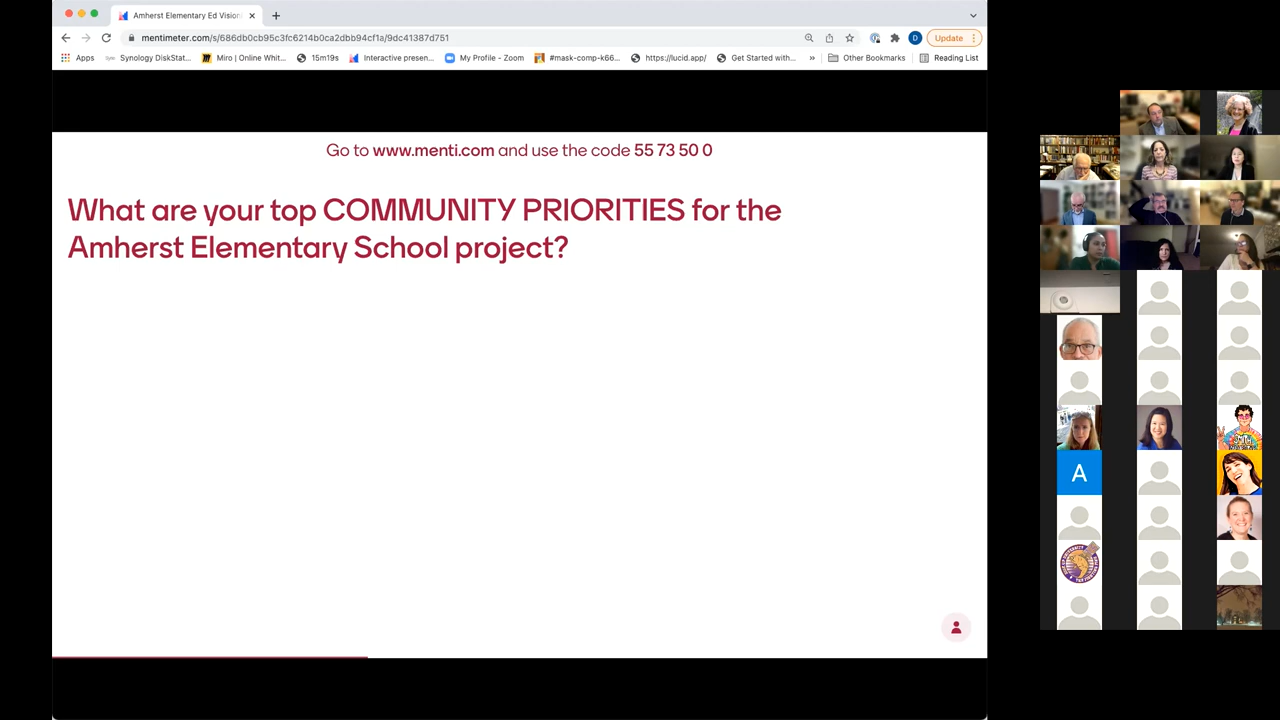 Amherst Elementary Ed Vision
mentimeter.com/s/686db0cb95c3fc6214b0ca2dbb94cf1a/9dc41387d751
D
Update
Apps
Synology DiskStat...
Miro | Online Whit...
15m19s
Interactive presen...
My Profile - Zoom
#mask-comp-k66...
https://lucid.app/
Get Started with...
»
Other Bookmarks
Reading List
Go to www.menti.com and use the code 55 73 50 0
What are your top COMMUNITY PRIORITIES for the
Amherst Elementary School project?
A